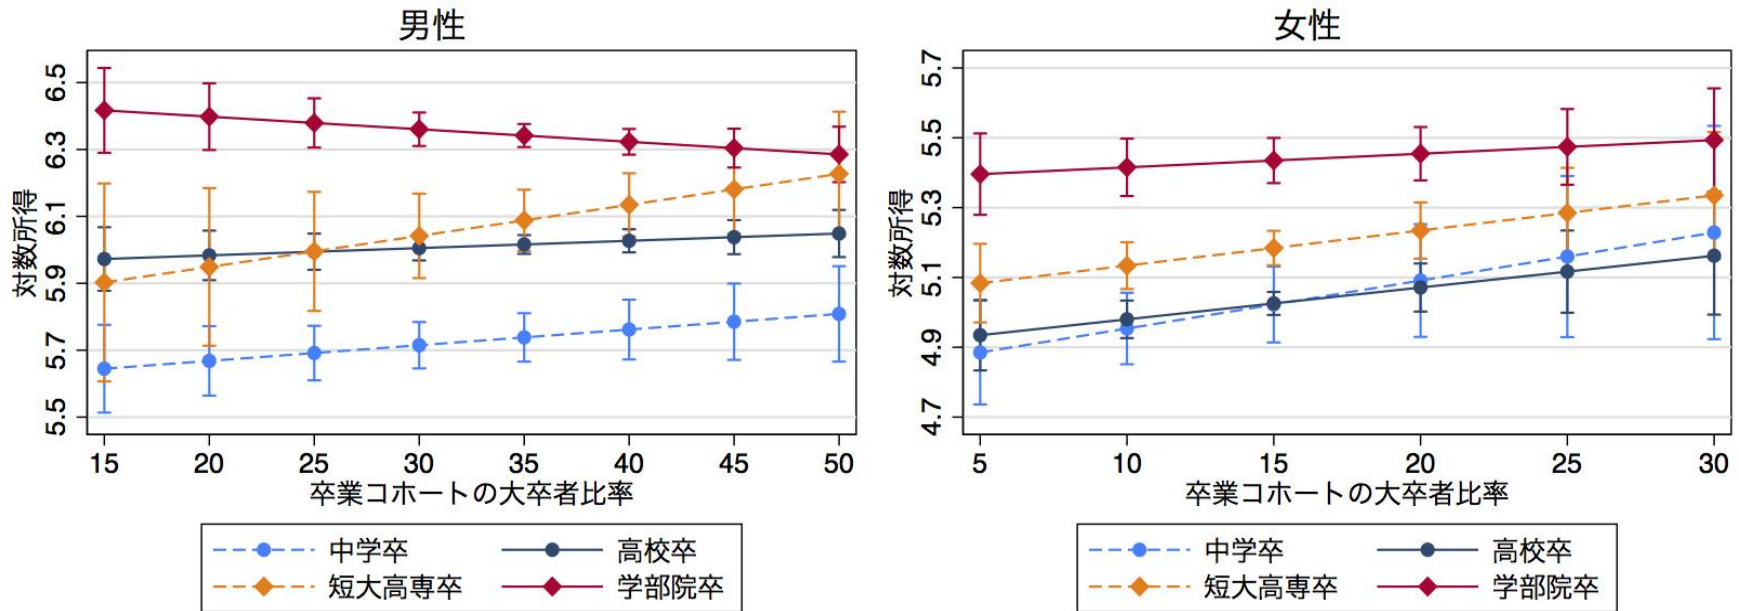 男性
6.5
6.3
6.1
5.9
5.7
5.5
対数所得
15 20 25 30 35 40 45 50
卒業コホートの大卒者比率
中学卒 高校卒
短大高専卒 学部院卒
女性
5.7
5.5
5.3
5.1
4.9
4.7
対数所得
5 10 15 20 25 30
卒業コホートの大卒者比率
中学卒 高校卒
短大高専卒 学部院卒